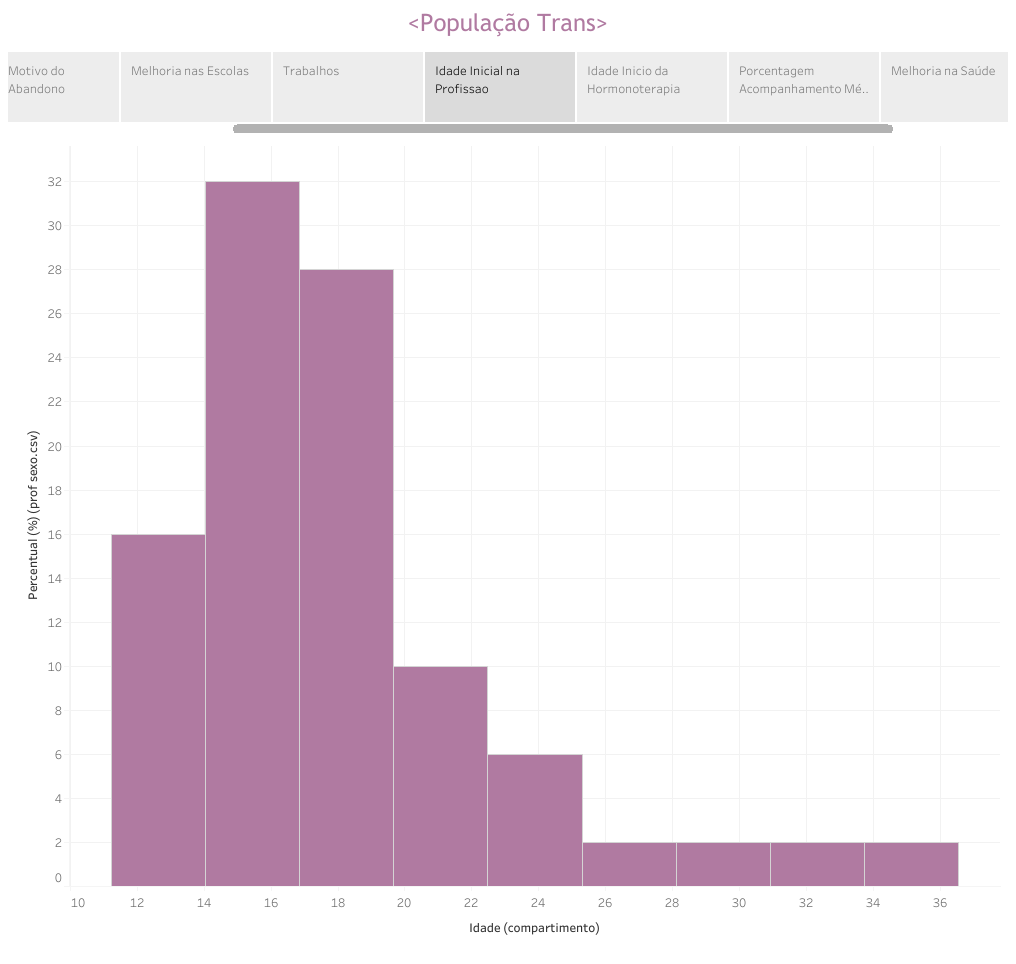 <População Trans>
Motivo do
Abandono
Melhoria nas Escolas
Trabalhos
Idade Inicial na
Profissao
Idade Inicio da
Hormonoterapia
Porcentagem
Acompanhamento Mé..
Melhoria na Saúde
Percentual (%) (prof sexo.csv)
32
30
28
26
24
22
20
18
16
14
12
10
8
6
4
2
0
10 12 14 16 18 20 22 24 26 28 30 32 34 36
Idade (compartimento)